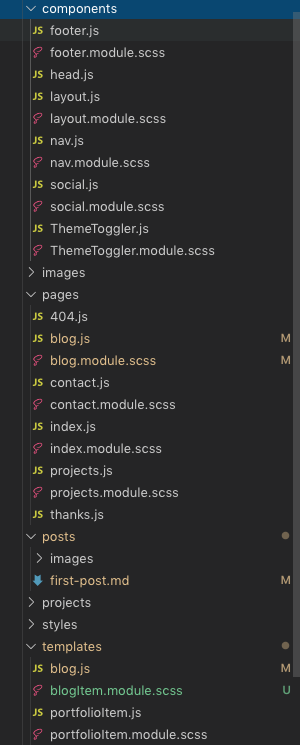 components
JS footer.js
footer.module.scss
JS head.js
JS layout.js
layout.module.scss
JS nav.js
nav.module.scss
JS social.js
social.module.scss
JS ThemeToggler.js
ThemeToggler.module.scss
images
pages
JS 404.js
JS blog.js M
blog.module.scss M
JS contact.js
contact.module.scss
JS index.js
index.module.scss
JS projects.js
projects.module.scss
JS thanks.js
posts
images
first-post.md M
projects
styles
templates
JS blog.js M
blogItem.module.scss U
JS portfolioItem.js
portfolioItem.module.scss